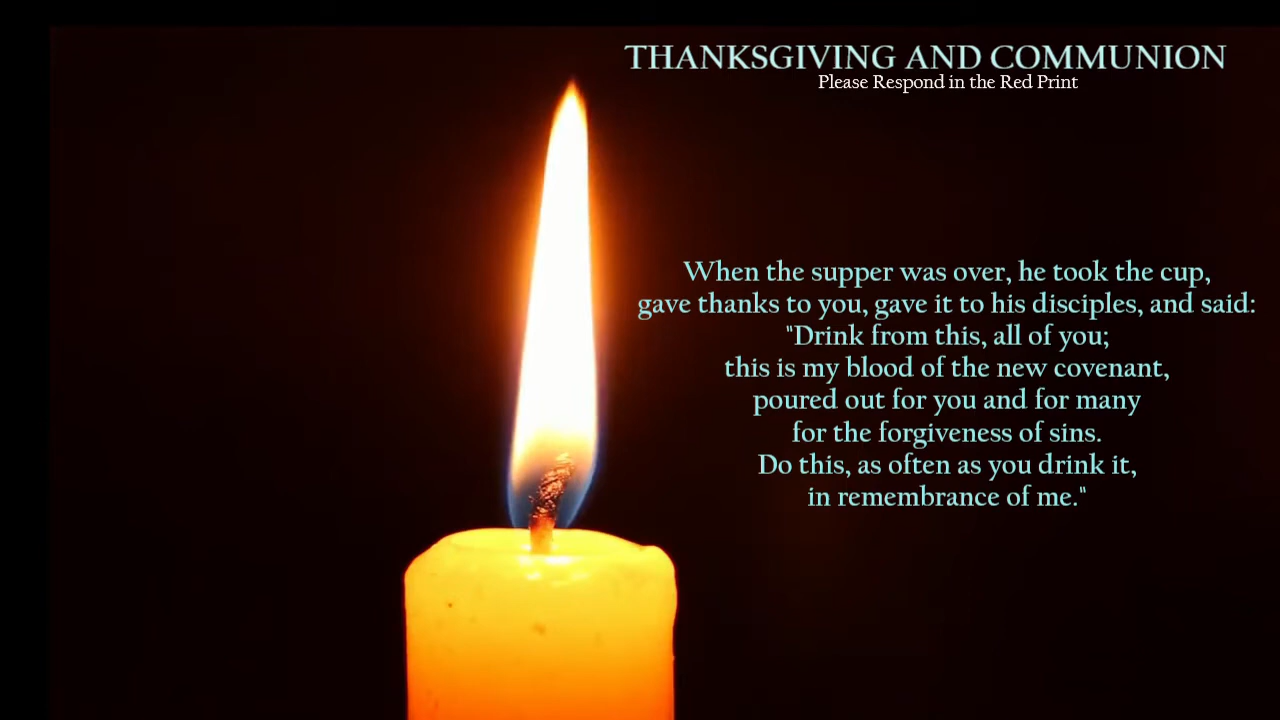 THANKSGIVING AND COMMUNION
Please Respond in the Red Print
When the supper was over, he took the cup,
gave thanks to you, gave it to his disciples, and said:
"Drink from this, all of you;
this is my blood of the new covenant,
poured out for you and for many
for the forgiveness of sins.
Do this, as often as you drink it,
in remembrance of me."